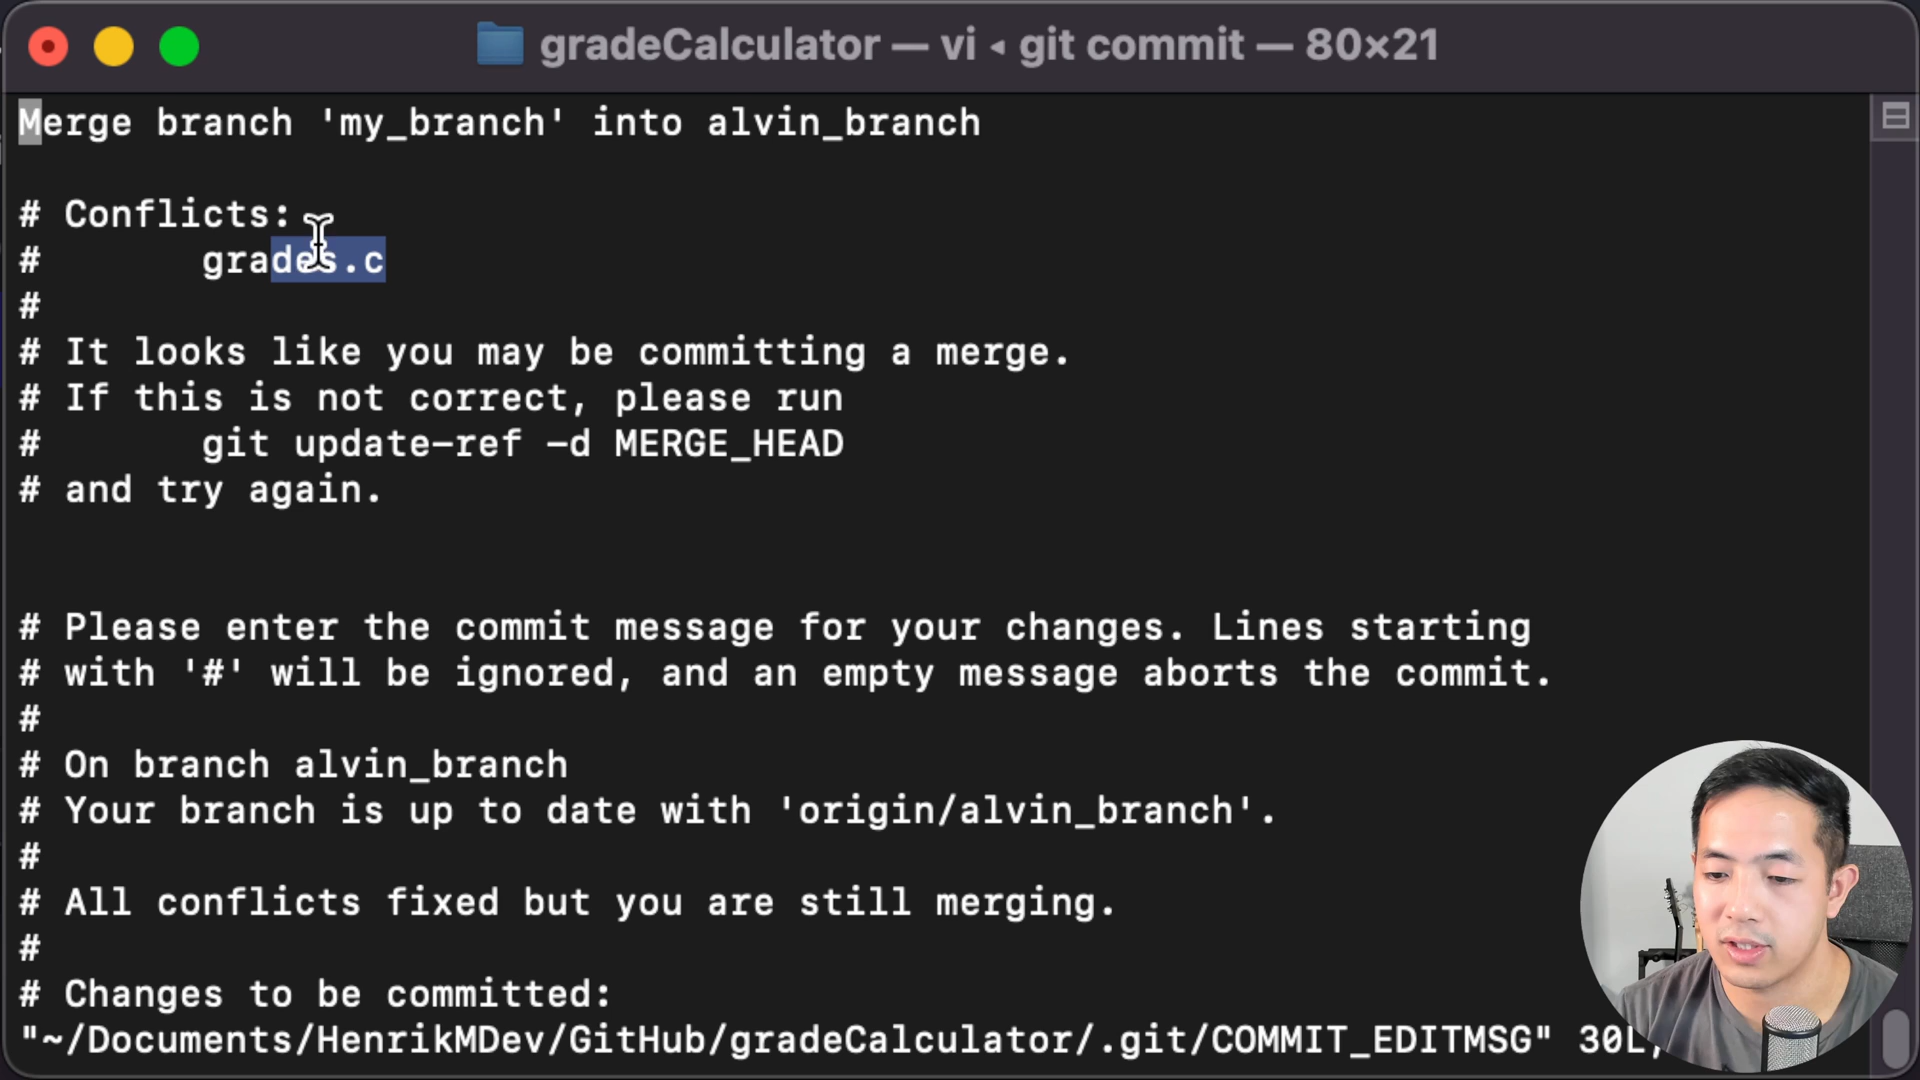 gradeCalculator — vi ◂ git commit — 80×21
Merge branch 'my_branch' into alvin_branch
# Conflicts:
#       grades.c
#
# It looks like you may be committing a merge.
# If this is not correct, please run
#       git update-ref -d MERGE_HEAD
# and try again.
# Please enter the commit message for your changes. Lines starting
# with '#' will be ignored, and an empty message aborts the commit.
#
# On branch alvin_branch
# Your branch is up to date with 'origin/alvin_branch'.
#
# All conflicts fixed but you are still merging.
#
# Changes to be committed:
"~/Documents/HenrikMDev/GitHub/gradeCalculator/.git/COMMIT_EDITMSG" 30L,